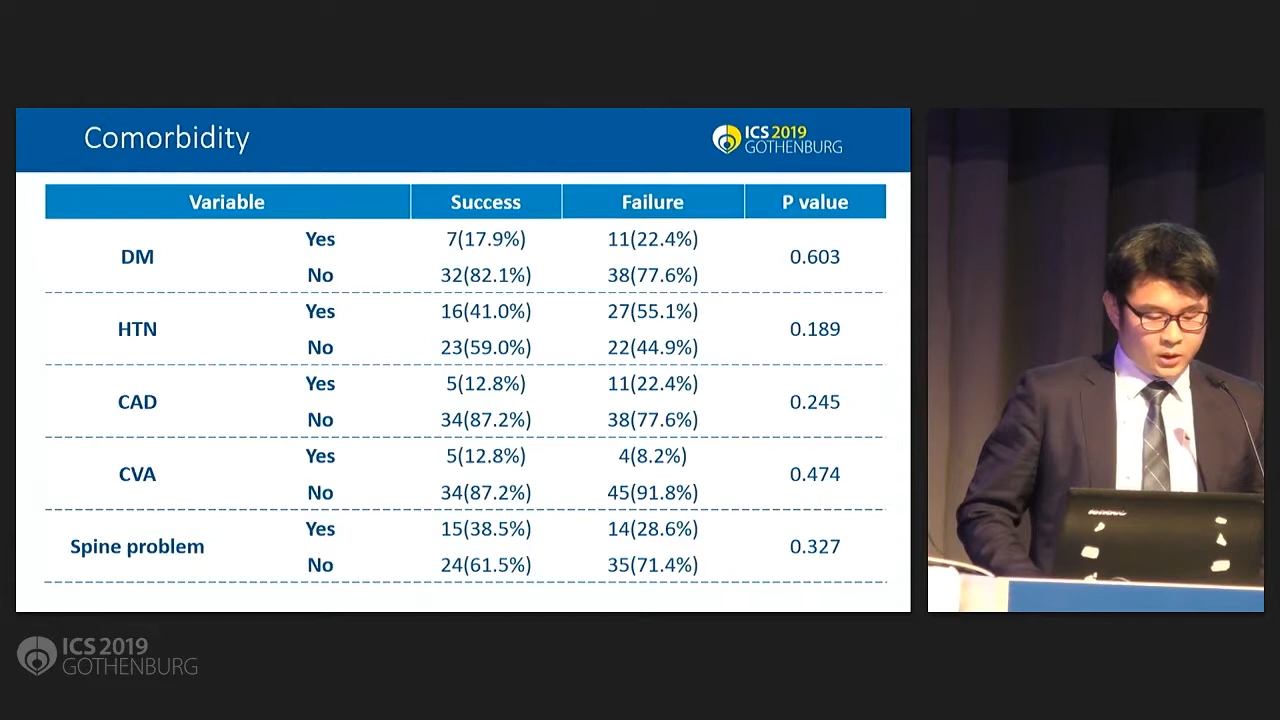 Comorbidity
ICS 2019
GOTHENBURG
Variable Success Failure P value
DM Yes 7(17.9%) 11(22.4%) 0.603
No 32(82.1%) 38(77.6%)
HTN Yes 16(41.0%) 27(55.1%) 0.189
No 23(59.0%) 22(44.9%)
CAD Yes 5(12.8%) 11(22.4%) 0.245
No 34(87.2%) 38(77.6%)
CVA Yes 5(12.8%) 4(8.2%) 0.474
No 34(87.2%) 45(91.8%)
Spine problem Yes 15(38.5%) 14(28.6%) 0.327
No 24(61.5%) 35(71.4%)
lenovo
ICS 2019
GOTHENBURG